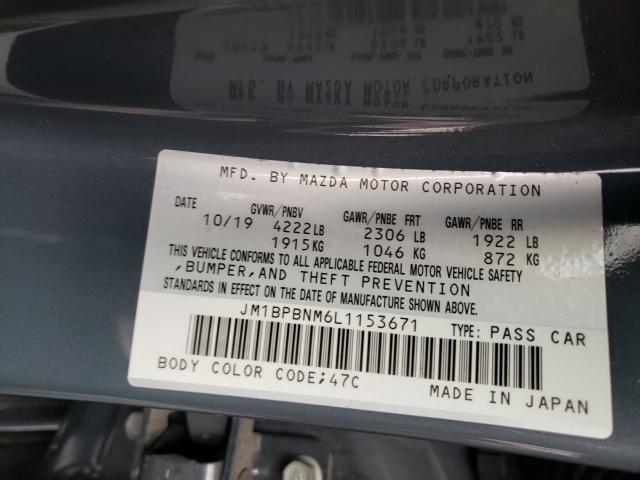 MFD. BY MAZDA MOTOR CORPORATION
DATE GVWR/PNBV GAWR/PNBE FRT GAWR/PNBE RR
10/19 4222LB 2306 LB 1922 LB
1915KG 1046 KG 872 KG
THIS VEHICLE CONFORMS TO ALL APPLICABLE FEDERAL MOTOR VEHICLE SAFETY
,BUMPER,AND THEFT PREVENTION
STANDARDS IN EFFECT ON THE DATE OF MANUFACTURE SHOWN ABOVE.
JM1BPBNM6L1153671 TYPE: PASS CAR
BODY COLOR CODE;47C MADE IN JAPAN